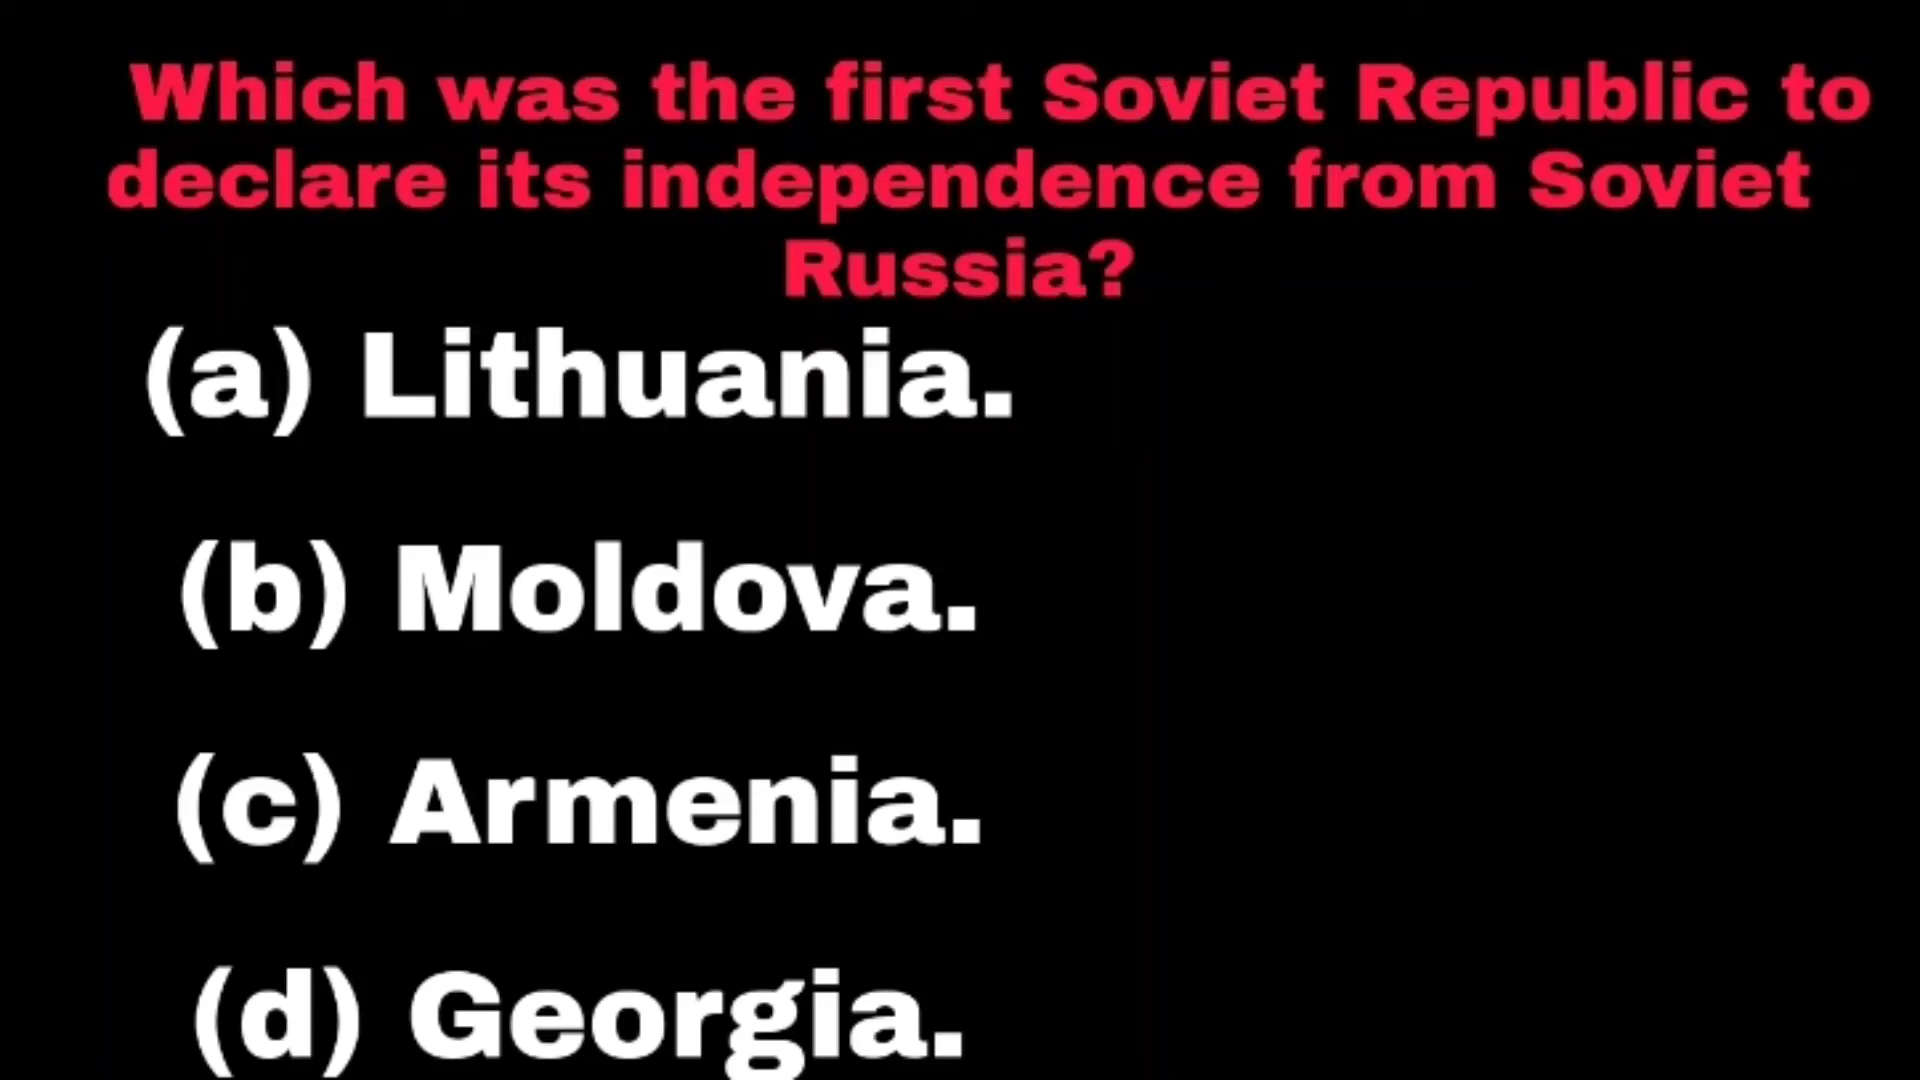 Which was the first Soviet Republic to
declare its independence from Soviet
Russia?
(a) Lithuania.
(b) Moldova.
(c) Armenia.
(d) Georgia.